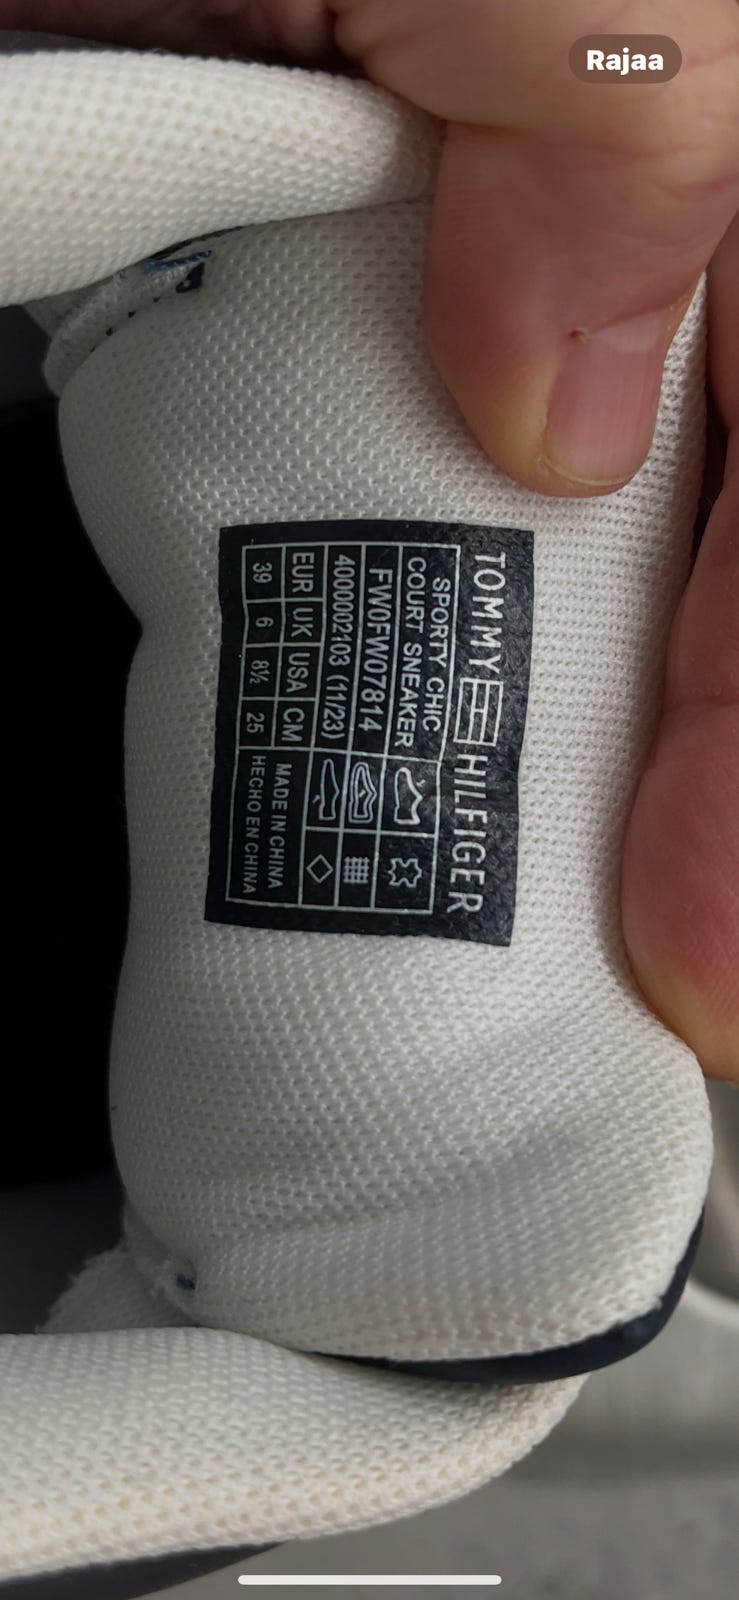 Rajaa
TOMMY HILFIGER
SPORTY CHIC
COURT SNEAKER
FW0FW07814
4000002103 (11/23)
EUR UK USA CM
39 6 8½ 25
MADE IN CHINA
HECHO EN CHINA